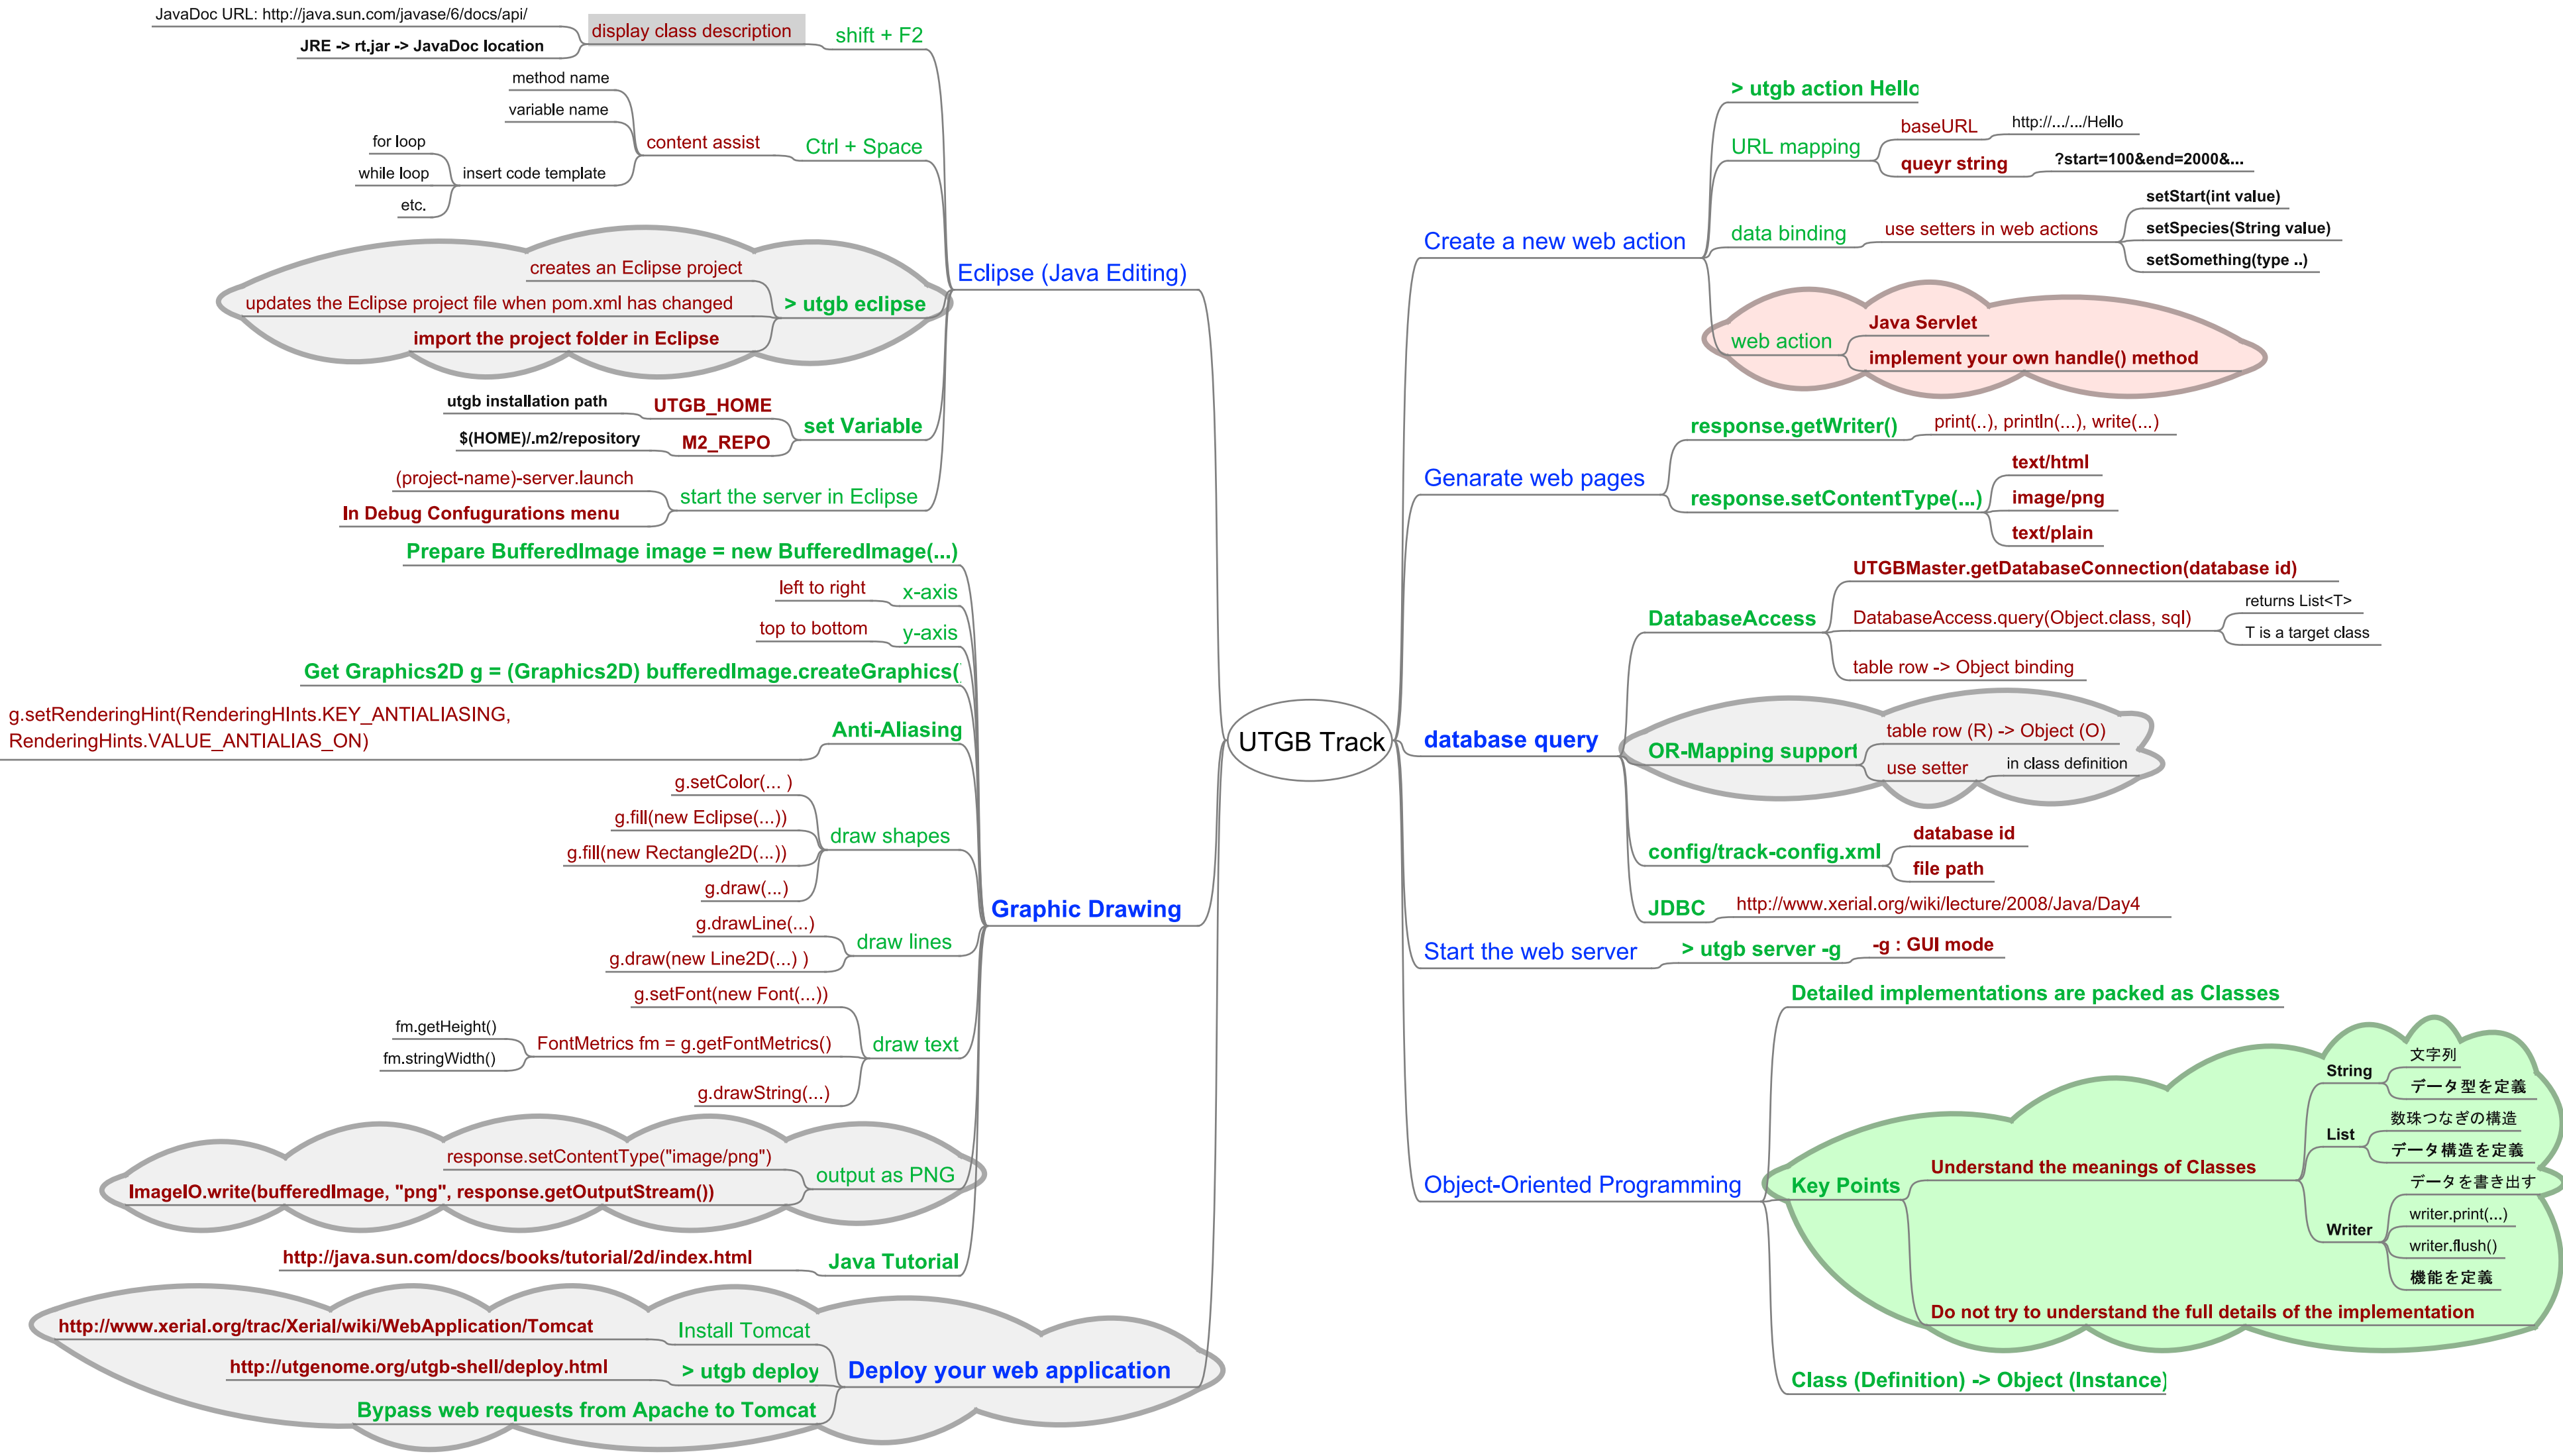 UTGB Track
Eclipse (Java Editing)
shift + F2
display class description
JavaDoc URL: http://java.sun.com/javase/6/docs/api/
JRE -> rt.jar -> JavaDoc location
Ctrl + Space
content assist
method name
variable name
insert code template
for loop
while loop
etc.
> utgb eclipse
creates an Eclipse project
updates the Eclipse project file when pom.xml has changed
import the project folder in Eclipse
set Variable
UTGB_HOME
utgb installation path
M2_REPO
$(HOME)/.m2/repository
start the server in Eclipse
(project-name)-server.launch
In Debug Confugurations menu
Graphic Drawing
Prepare BufferedImage image = new BufferedImage(...)
x-axis
left to right
y-axis
top to bottom
Get Graphics2D g = (Graphics2D) bufferedImage.createGraphics(
Anti-Aliasing
g.setRenderingHint(RenderingHInts.KEY_ANTIALIASING,
RenderingHints.VALUE_ANTIALIAS_ON)
draw shapes
g.setColor(... )
g.fill(new Eclipse(...))
g.fill(new Rectangle2D(...))
g.draw(...)
draw lines
g.drawLine(...)
g.draw(new Line2D(...) )
draw text
g.setFont(new Font(...))
FontMetrics fm = g.getFontMetrics()
fm.getHeight()
fm.stringWidth()
g.drawString(...)
output as PNG
response.setContentType("image/png")
ImageIO.write(bufferedImage, "png", response.getOutputStream())
Java Tutorial
http://java.sun.com/docs/books/tutorial/2d/index.html
Deploy your web application
Install Tomcat
http://www.xerial.org/trac/Xerial/wiki/WebApplication/Tomcat
> utgb deploy
http://utgenome.org/utgb-shell/deploy.html
Bypass web requests from Apache to Tomcat
Create a new web action
> utgb action Hello
URL mapping
baseURL
http://.../.../Hello
queyr string
?start=100&end=2000&...
data binding
use setters in web actions
setStart(int value)
setSpecies(String value)
setSomething(type ..)
web action
Java Servlet
implement your own handle() method
Genarate web pages
response.getWriter()
print(..), println(...), write(...)
response.setContentType(...)
text/html
image/png
text/plain
database query
DatabaseAccess
UTGBMaster.getDatabaseConnection(database id)
DatabaseAccess.query(Object.class, sql)
returns List<T>
T is a target class
table row -> Object binding
OR-Mapping support
table row (R) -> Object (O)
use setter
in class definition
config/track-config.xml
database id
file path
JDBC
http://www.xerial.org/wiki/lecture/2008/Java/Day4
Start the web server
> utgb server -g
-g : GUI mode
Object-Oriented Programming
Detailed implementations are packed as Classes
Key Points
Understand the meanings of Classes
String
文字列
データ型を定義
List
数珠つなぎの構造
データ構造を定義
Writer
データを書き出す
writer.print(...)
writer.flush()
機能を定義
Do not try to understand the full details of the implementation
Class (Definition) -> Object (Instance)